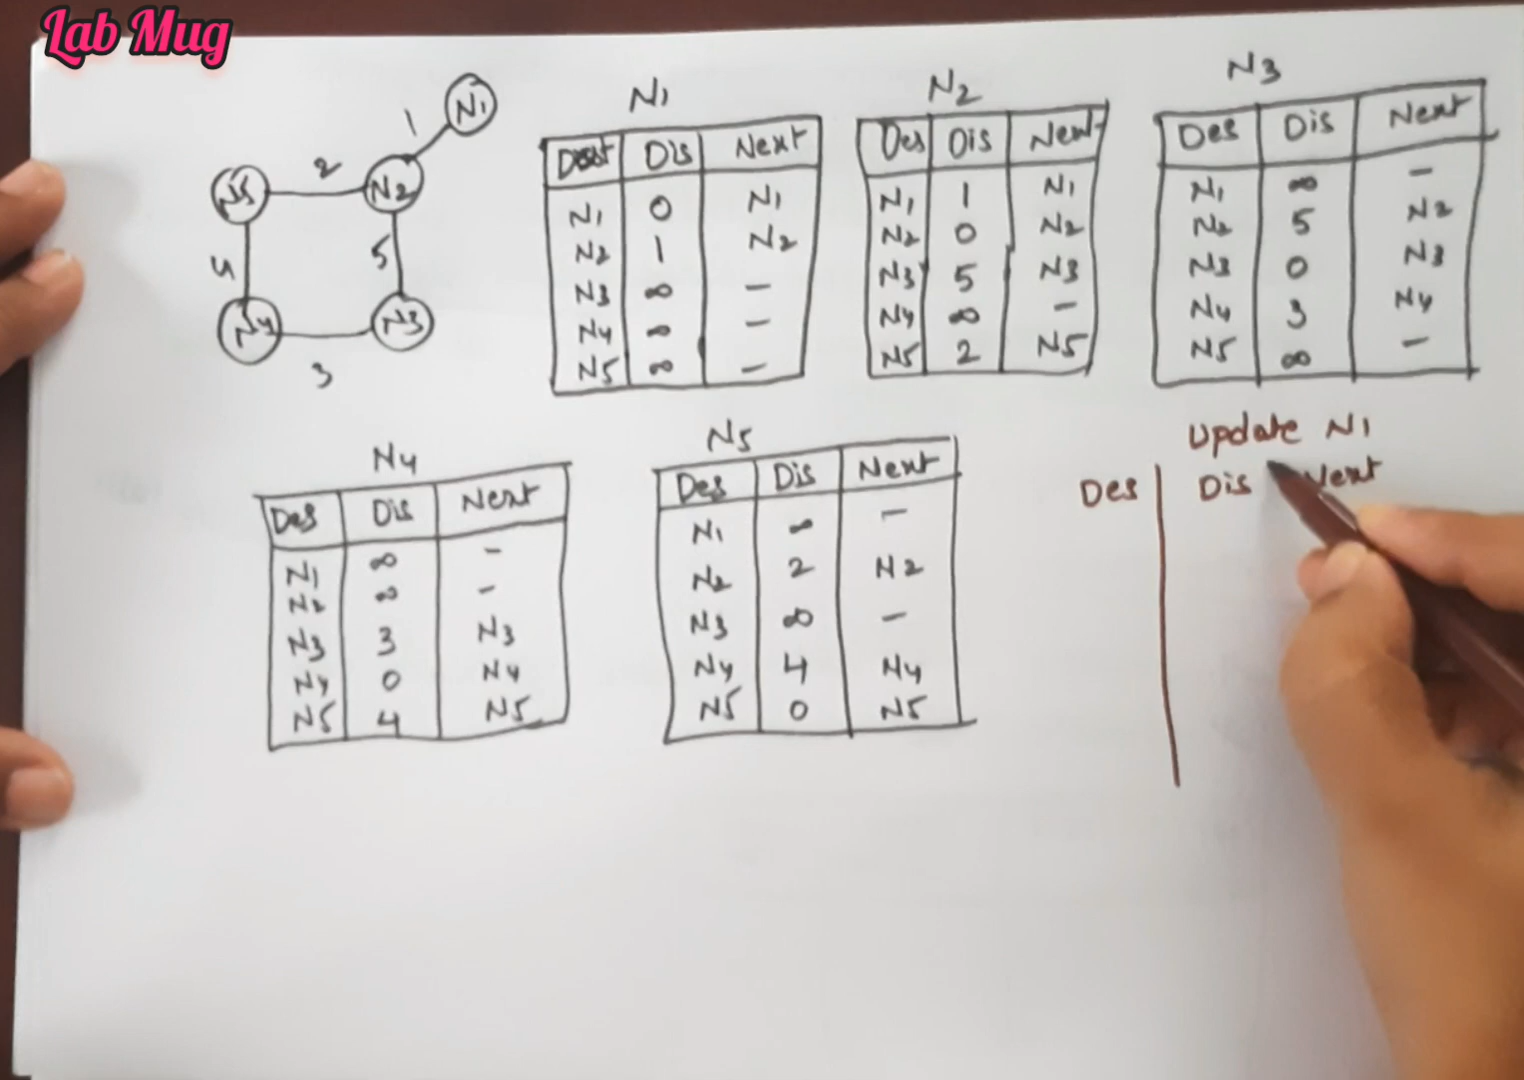 Lab Mug
N1
1
2
N5
N2
4
5
N4
N3
3
N1
Dest Dis Next
N1 0 N1
N2 1 N2
N3 ∞ -
N4 ∞ -
N5 ∞ -
N2
Des Dis Next
N1 1 N1
N2 0 N2
N3 5 N3
N4 ∞ -
N5 2 N5
N3
Des Dis Next
N1 ∞ -
N2 5 N2
N3 0 N3
N4 3 N4
N5 ∞ -
N4
Des Dis Next
N1 ∞ -
N2 ∞ -
N3 3 N3
N4 0 N4
N5 4 N5
N5
Des Dis Next
N1 ∞ -
N2 2 N2
N3 ∞ -
N4 4 N4
N5 0 N5
Update N1
Des Dis Next